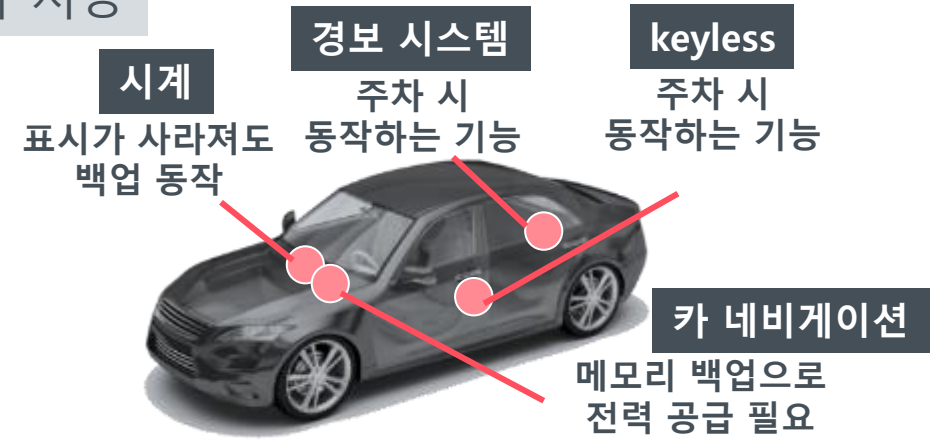 시계
표시가 사라져도
백업 동작
경보 시스템
주차 시
동작하는 기능
keyless
주차 시
동작하는 기능
카 네비게이션
메모리 백업으로
전력 공급 필요